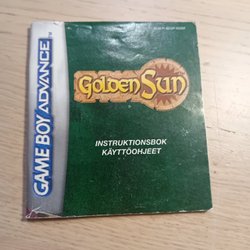 GAME BOY ADVANCE
GOLDEN SUN
INSTRUKTIONSBOK
KÄYTTÖOHJEET